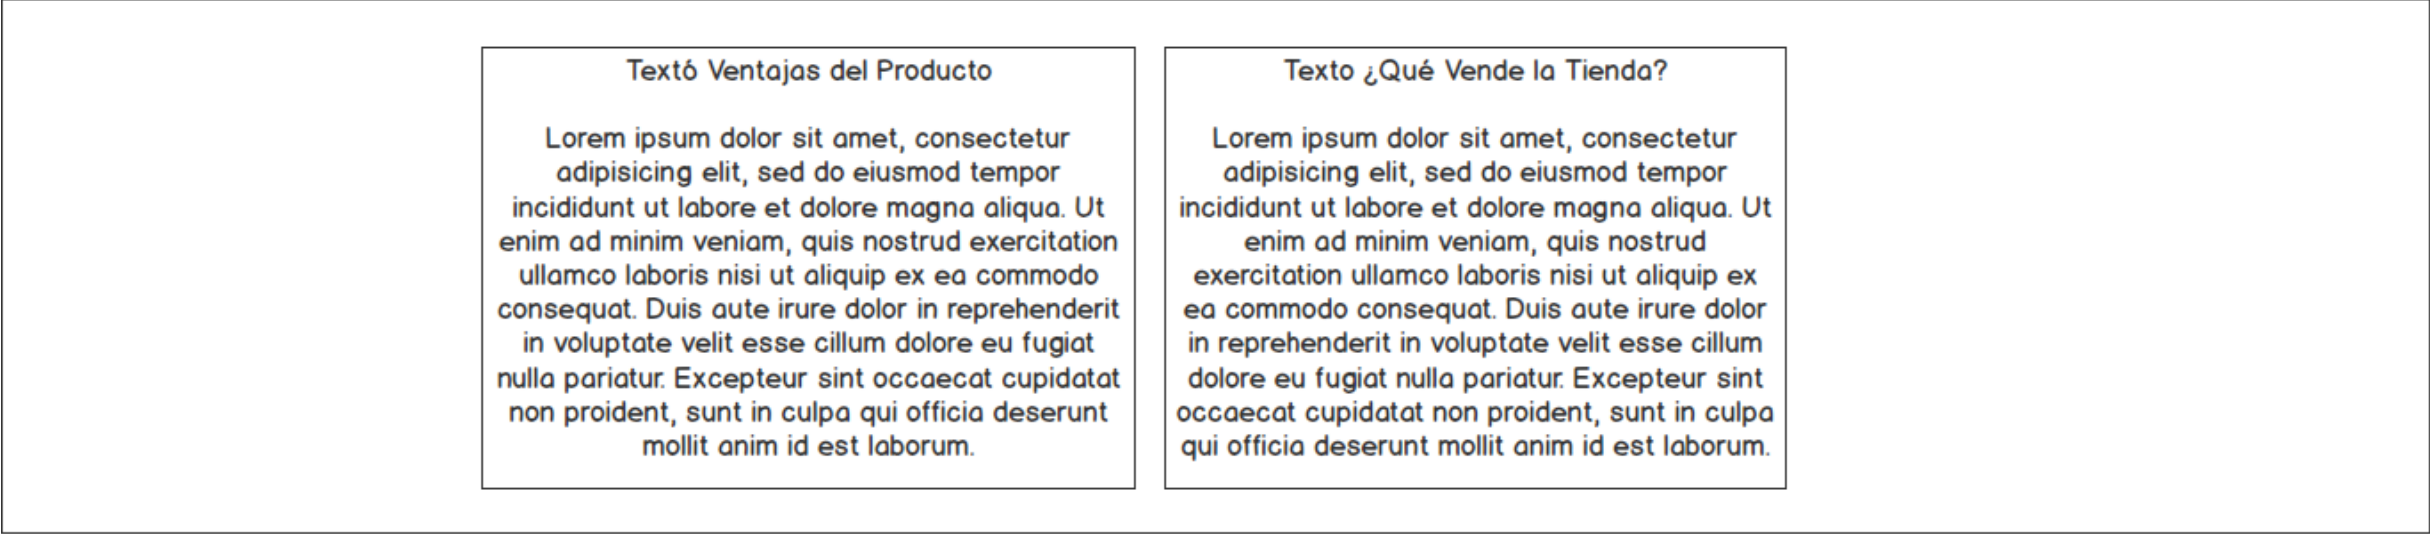 Textó Ventajas del Producto
Lorem ipsum dolor sit amet, consectetur
adipisicing elit, sed do eiusmod tempor
incididunt ut labore et dolore magna aliqua. Ut
enim ad minim veniam, quis nostrud exercitation
ullamco laboris nisi ut aliquip ex ea commodo
consequat. Duis aute irure dolor in reprehenderit
in voluptate velit esse cillum dolore eu fugiat
nulla pariatur. Excepteur sint occaecat cupidatat
non proident, sunt in culpa qui officia deserunt
mollit anim id est laborum.
Texto ¿Qué Vende la Tienda?
Lorem ipsum dolor sit amet, consectetur
adipisicing elit, sed do eiusmod tempor
incididunt ut labore et dolore magna aliqua. Ut
enim ad minim veniam, quis nostrud
exercitation ullamco laboris nisi ut aliquip ex
ea commodo consequat. Duis aute irure dolor
in reprehenderit in voluptate velit esse cillum
dolore eu fugiat nulla pariatur. Excepteur sint
occaecat cupidatat non proident, sunt in culpa
qui officia deserunt mollit anim id est laborum.